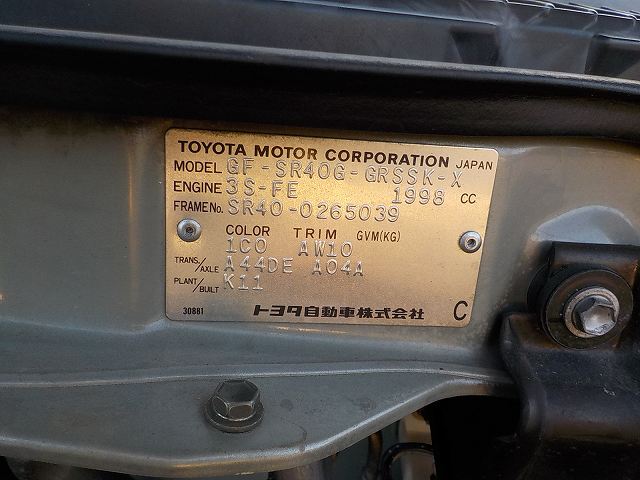 TOYOTA MOTOR CORPORATION JAPAN
MODEL GF-SR40G-GRSSK-X
ENGINE 3S-FE 1998 CC
FRAME No. SR40-0265039
COLOR TRIM GVM(KG)
1C0 AW10
TRANS./AXLE A44DE A04A
PLANT/BUILT K11
30881 トヨタ自動車株式会社 C